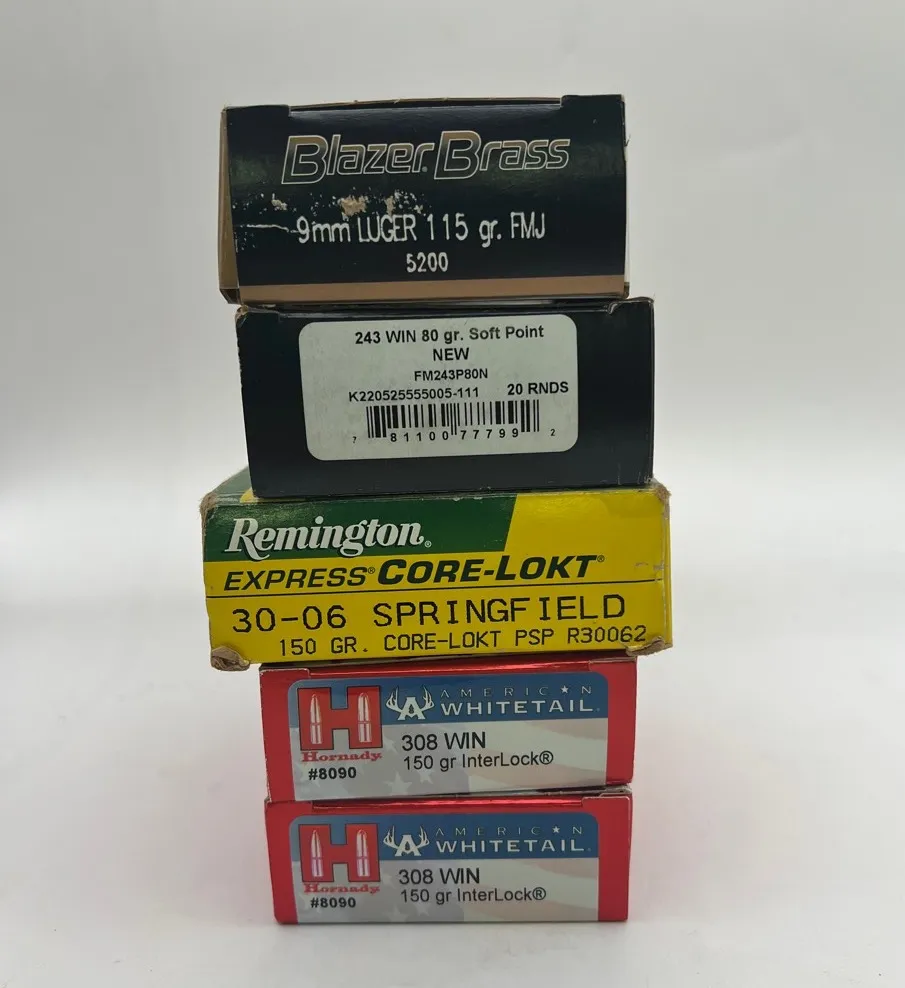 Blazer. Brass
9mm LUGER 115 gr. FMJ
5200
243 WIN 80 gr. Soft Point
NEW
FM243P80N
K220525555005-111 20 RNDS
7 81100 77799 2
Remington®
EXPRESS® CORE-LOKT®
30-06 SPRINGFIELD
150 GR. CORE-LOKT PSP R30062
H
Hornady
#8090
AMERICAN
WHITETAIL
308 WIN
150 gr InterLock®
H
Hornady
#8090
AMERICAN
WHITETAIL
308 WIN
150 gr InterLock®